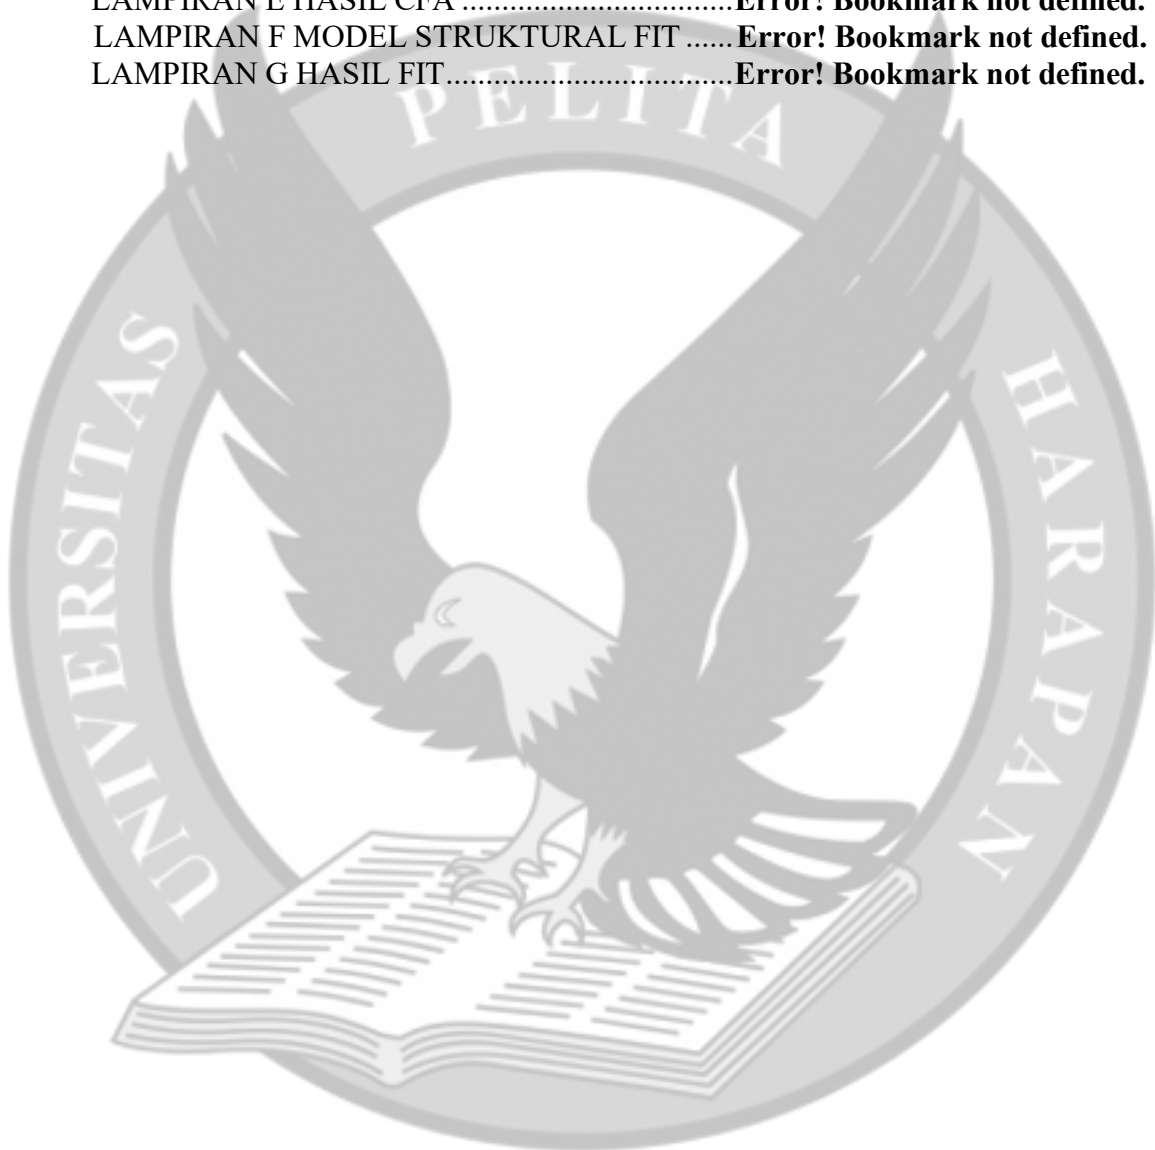 LAMPIRAN E HASIL CFA ..................................Error! Bookmark not defined.
LAMPIRAN F MODEL STRUKTURAL FIT ......Error! Bookmark not defined.
LAMPIRAN G HASIL FIT....................................Error! Bookmark not defined.
UNIVERSITAS PELITA HARAPAN